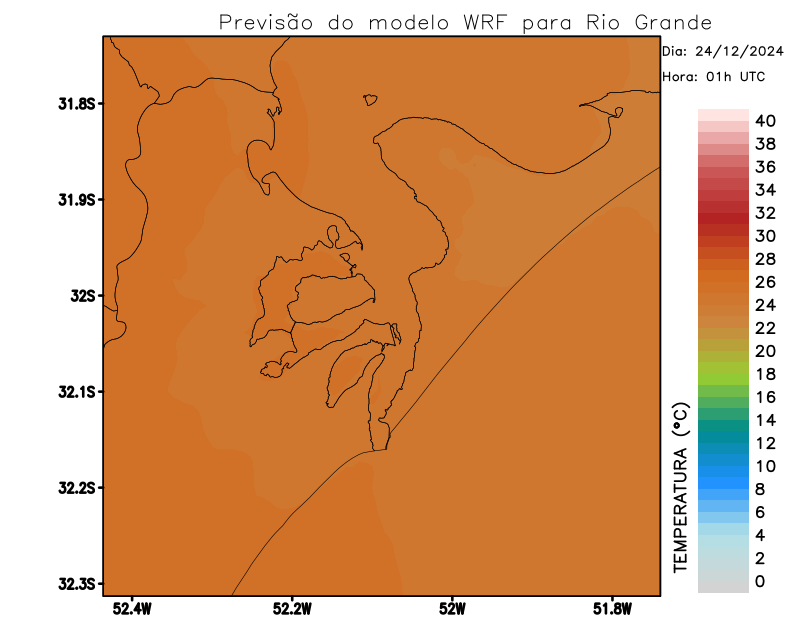 Previsão do modelo WRF para Rio Grande
Dia: 24/12/2024
Hora: 01h UTC
31.8S
31.9S
32S
32.1S
32.2S
32.3S
52.4W
52.2W
52W
51.8W
TEMPERATURA (°C)
40
38
36
34
32
30
28
26
24
22
20
18
16
14
12
10
8
6
4
2
0